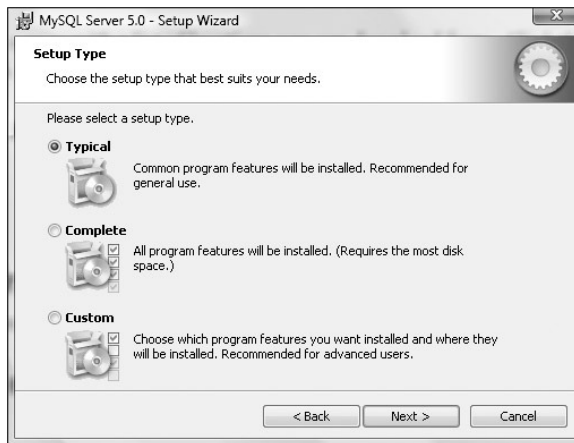 MySQL Server 5.0 - Setup Wizard
Setup Type
Choose the setup type that best suits your needs.
Please select a setup type.
Typical
Common program features will be installed. Recommended for
general use.
Complete
All program features will be installed. (Requires the most disk
space.)
Custom
Choose which program features you want installed and where they
will be installed. Recommended for advanced users.
< Back
Next >
Cancel